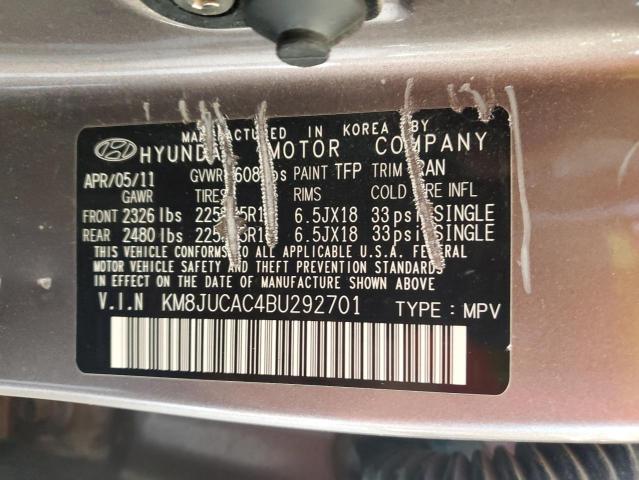 MANUFACTURED IN KOREA BY
HYUNDAI MOTOR COMPANY
APR/05/11 GVWR PAINT TFP TRIM
GAWR TIRES RIMS COLD TIRE INFL
FRONT 2326 lbs 6.5JX18 33 psi SINGLE
REAR 2480 lbs 6.5JX18 33 psi SINGLE
THIS VEHICLE CONFORMS TO ALL APPLICABLE U.S.A. FEDERAL
MOTOR VEHICLE SAFETY AND THEFT PREVENTION STANDARDS
IN EFFECT ON THE DATE OF MANUFACTURE SHOWN ABOVE
V.I.N KM8JUCAC4BU292701 TYPE : MPV